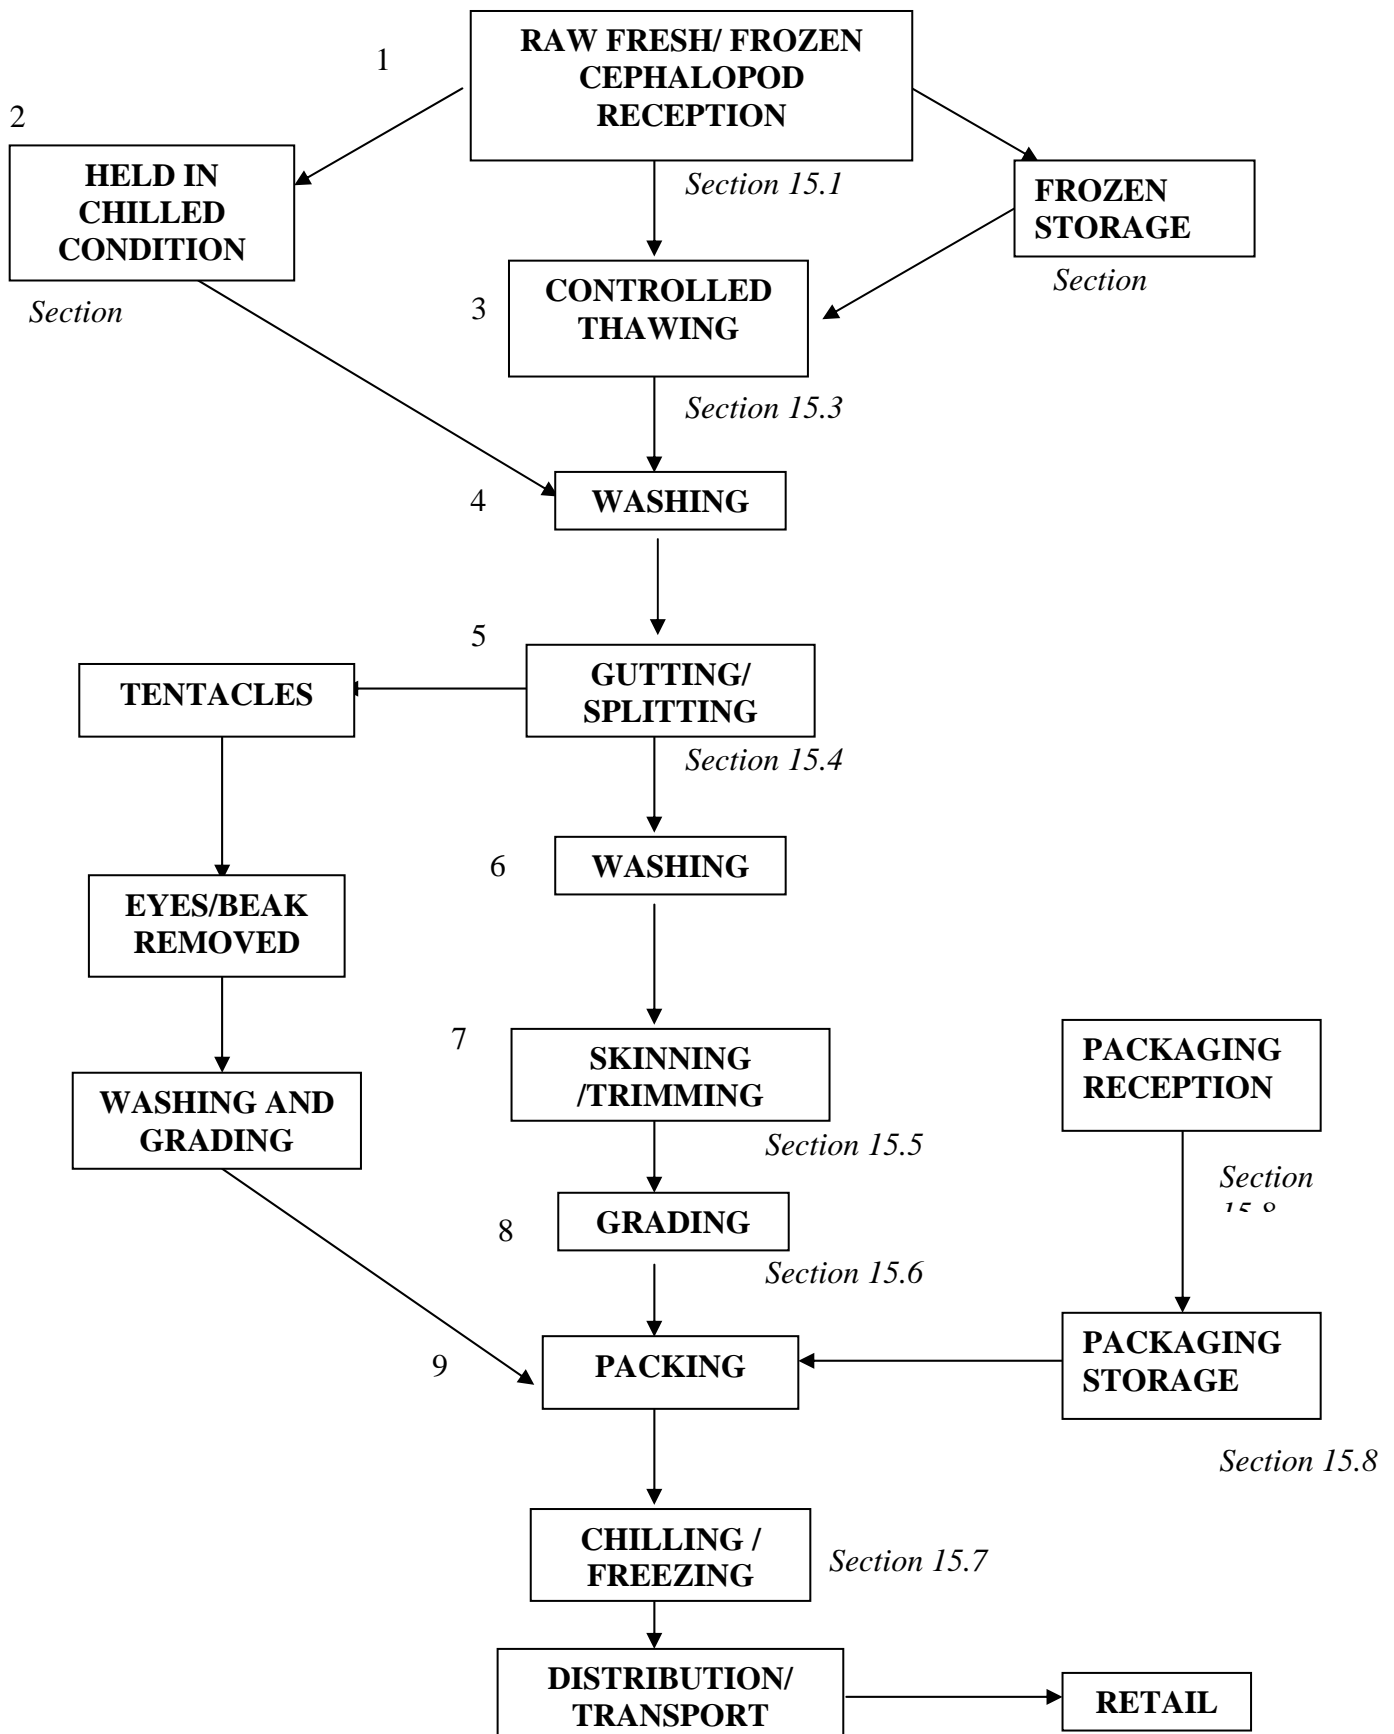 1
RAW FRESH/ FROZEN
CEPHALOPOD
RECEPTION
2
HELD IN
CHILLED
CONDITION
Section
Section 15.1
FROZEN
STORAGE
Section
3
CONTROLLED
THAWING
Section 15.3
4
WASHING
5
GUTTING/
SPLITTING
Section 15.4
TENTACLES
6
WASHING
EYES/BEAK
REMOVED
7
SKINNING
/TRIMMING
Section 15.5
PACKAGING
RECEPTION
Section
15.8
WASHING AND
GRADING
8
GRADING
Section 15.6
9
PACKING
PACKAGING
STORAGE
Section 15.8
CHILLING /
FREEZING
Section 15.7
DISTRIBUTION/
TRANSPORT
RETAIL